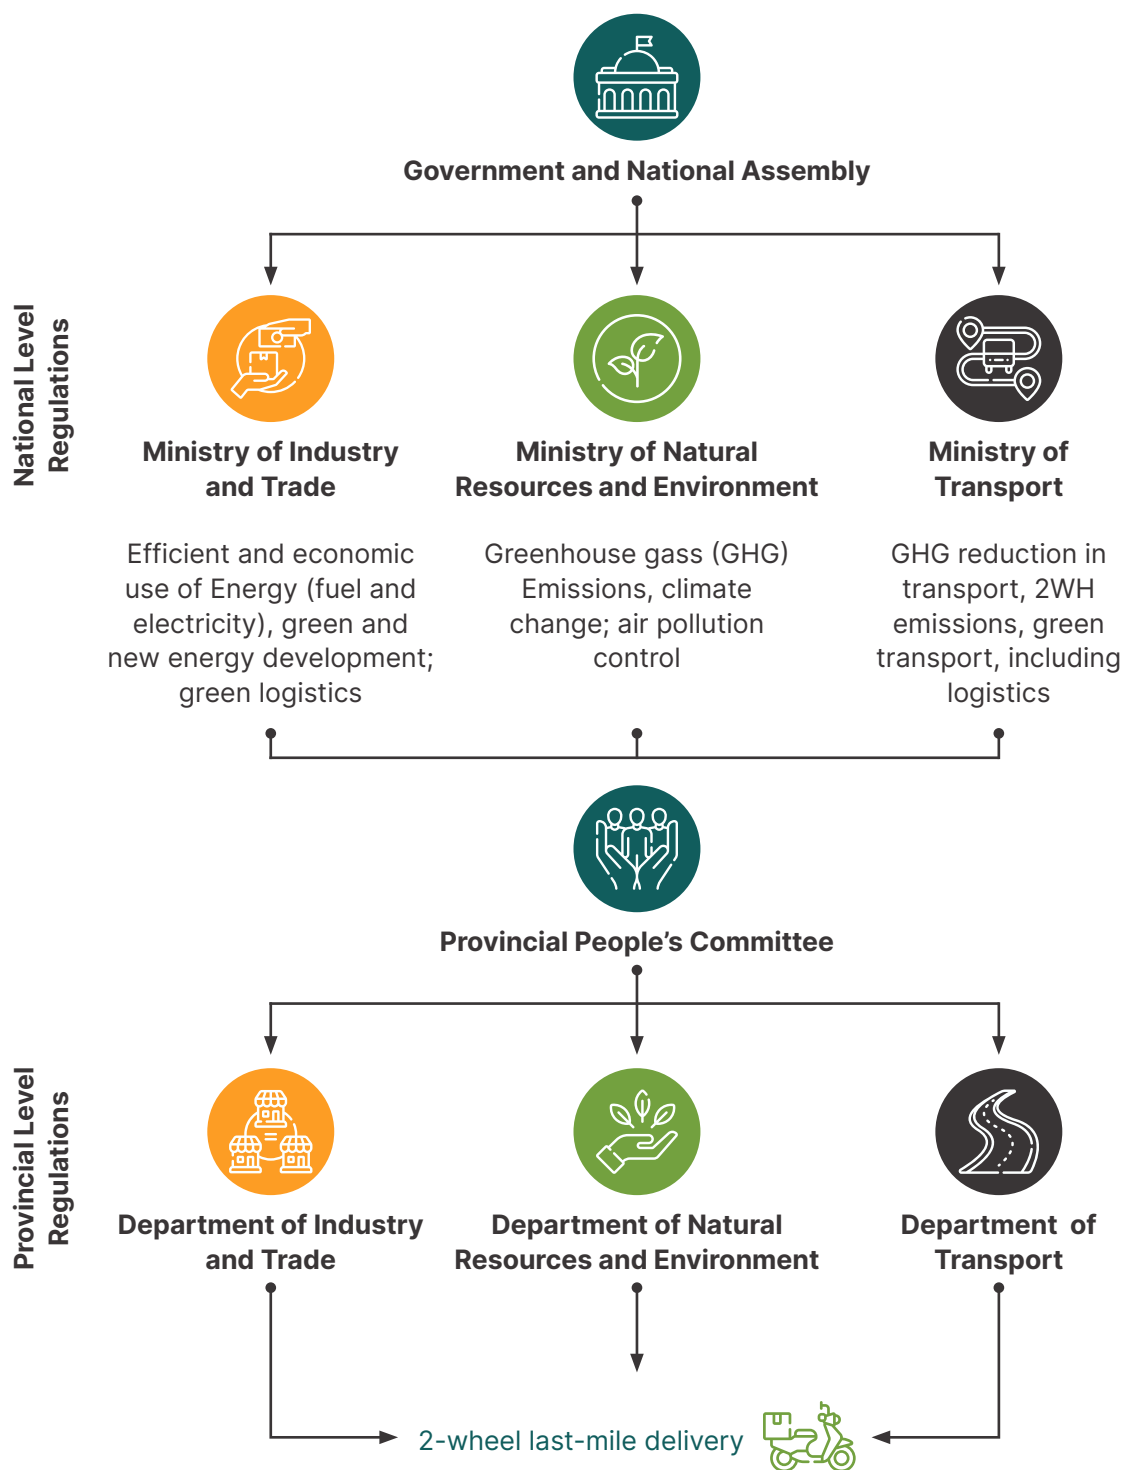 Government and National Assembly
National Level
Regulations
Ministry of Industry
and Trade
Efficient and economic
use of Energy (fuel and
electricity), green and
new energy development;
green logistics
Ministry of Natural
Resources and Environment
Greenhouse gass (GHG)
Emissions, climate
change; air pollution
control
Ministry of
Transport
GHG reduction in
transport, 2WH
emissions, green
transport, including
logistics
Provincial People’s Committee
Provincial Level
Regulations
Department of Industry
and Trade
Department of Natural
Resources and Environment
Department of
Transport
2-wheel last-mile delivery